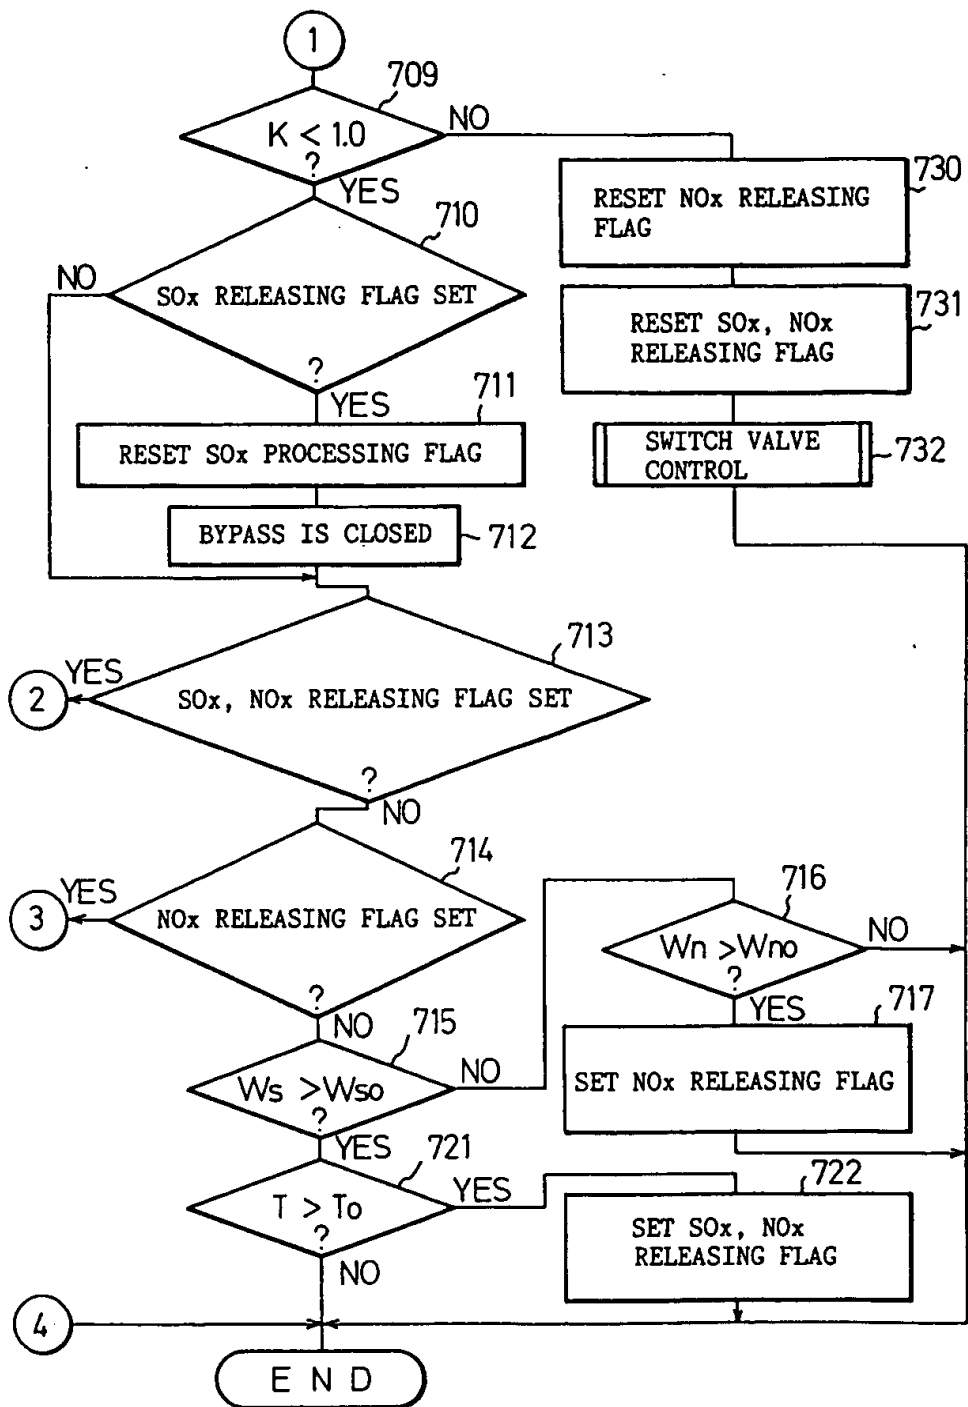 1
709
K < 1.0
?
NO
YES
730
RESET NOx RELEASING
FLAG
710
NO
SOx RELEASING FLAG SET
?
YES
731
RESET SOx, NOx
RELEASING FLAG
711
RESET SOx PROCESSING FLAG
SWITCH VALVE
CONTROL
732
BYPASS IS CLOSED
712
713
YES
2
SOx, NOx RELEASING FLAG SET
?
NO
714
YES
3
NOx RELEASING FLAG SET
?
NO
716
Wn >Wno
?
NO
YES
715
Ws >Wso
?
NO
YES
717
SET NOx RELEASING FLAG
721
T > To
?
YES
NO
722
SET SOx, NOx
RELEASING FLAG
4
END